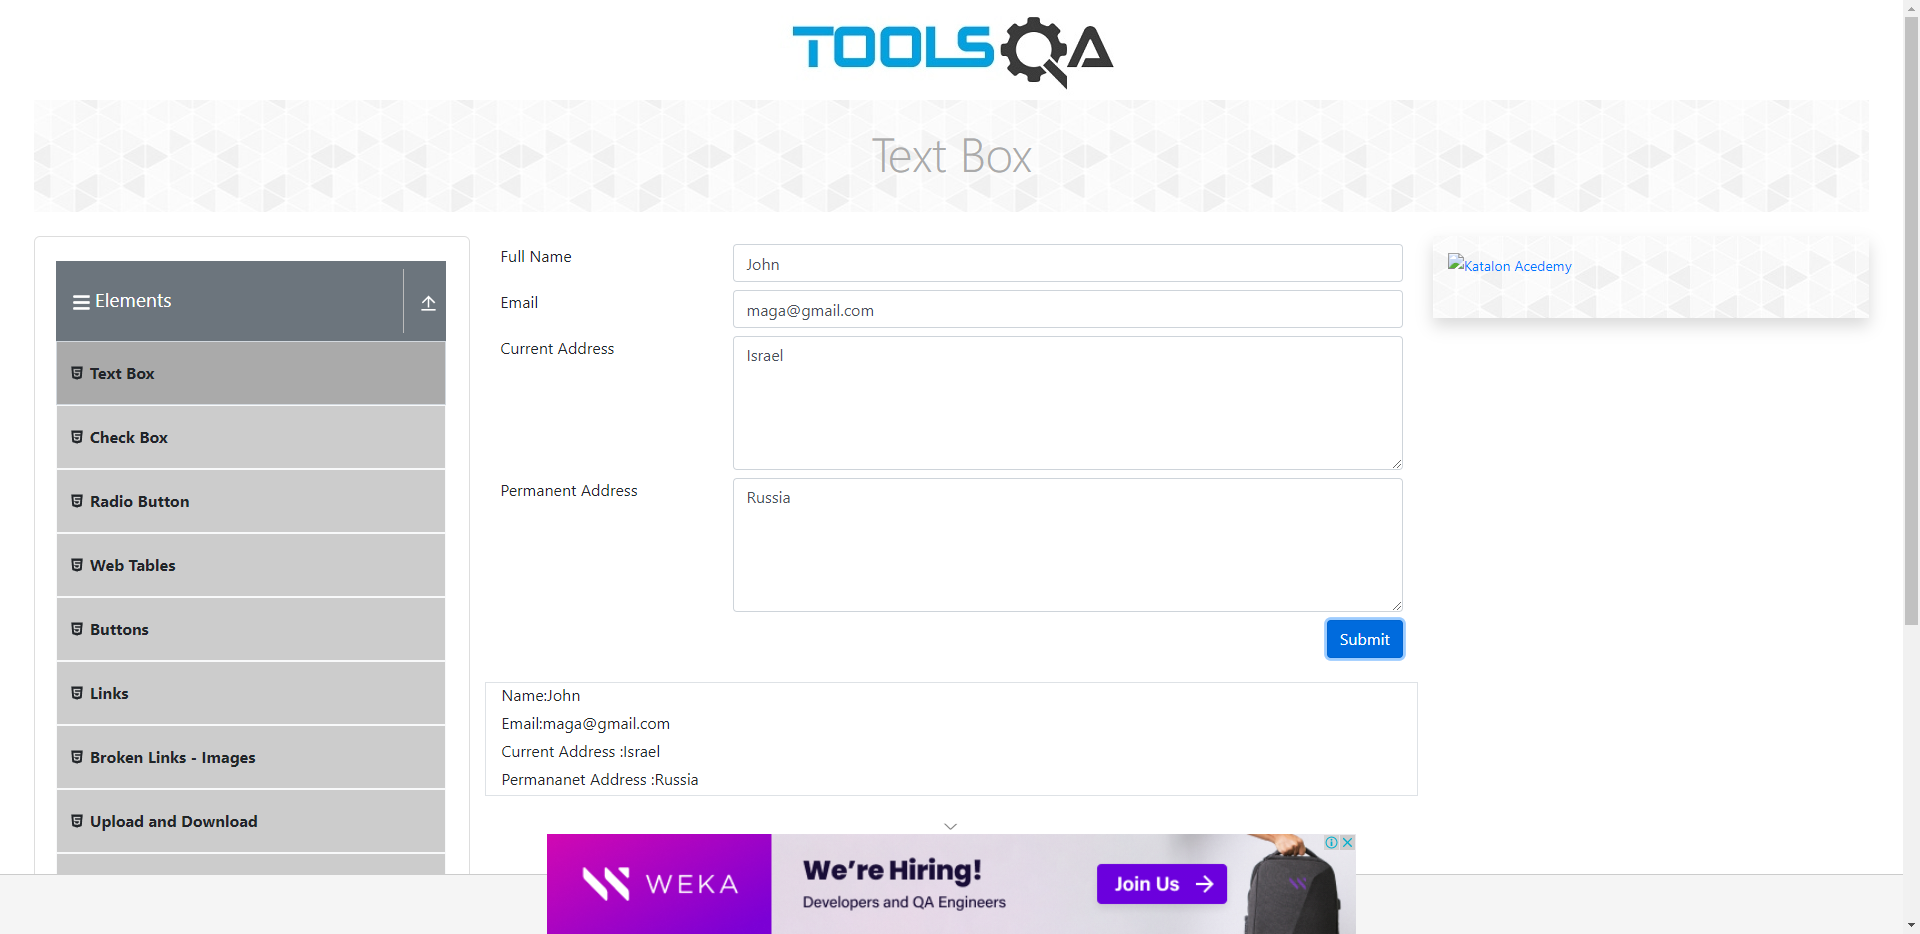 TOOLSQA
Text Box
Elements
Text Box
Check Box
Radio Button
Web Tables
Buttons
Links
Broken Links - Images
Upload and Download
Full Name
John
Email
maga@gmail.com
Current Address
Israel
Permanent Address
Russia
Submit
Name:John
Email:maga@gmail.com
Current Address :Israel
Permananet Address :Russia
Katalon Acedemy
WEKA
We're Hiring!
Developers and QA Engineers
Join Us